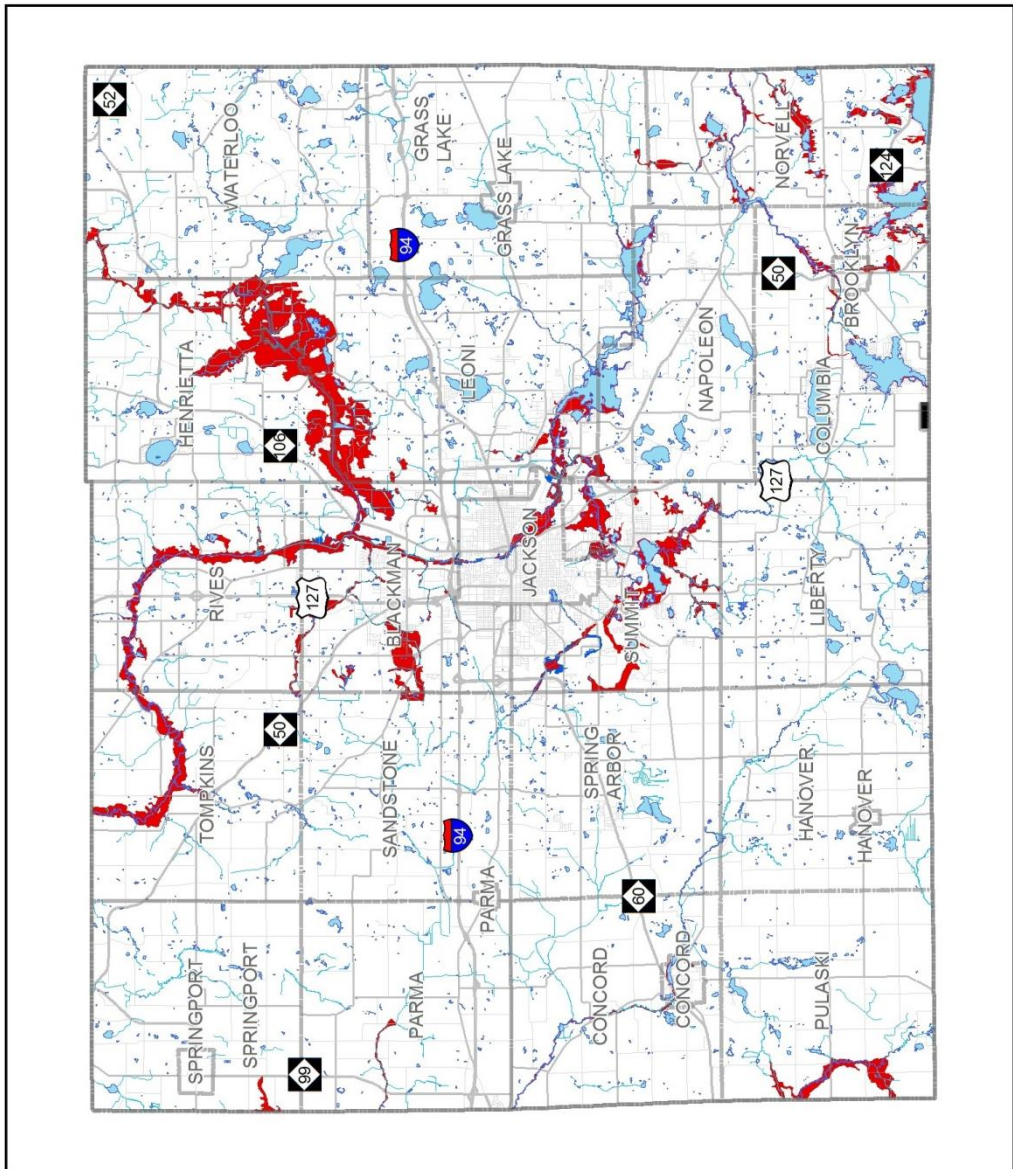 52
SPRINGPORT
TOMPKINS
RIVES
HENRIETTA
WATERLOO
SPRINGPORT
50
106
99
127
SANDSTONE
BLACKMAN
94
PARMA
GRASS
LAKE
94
LEONI
PARMA
GRASS LAKE
JACKSON
CONCORD
SPRING
ARBOR
SUMMIT
60
CONCORD
NAPOLEON
127
50
NORVELL
HANOVER
LIBERTY
PULASKI
COLUMBIA
BROOKLYN
HANOVER
124